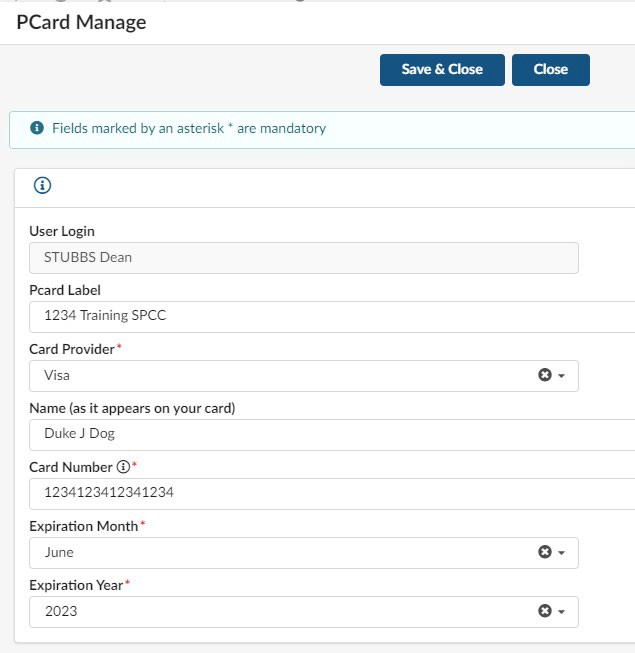 PCard Manage
Save & Close Close
Fields marked by an asterisk * are mandatory
User Login
STUBBS Dean
Pcard Label
1234 Training SPCC
Card Provider*
Visa
Name (as it appears on your card)
Duke J Dog
Card Number *
1234123412341234
Expiration Month*
June
Expiration Year*
2023